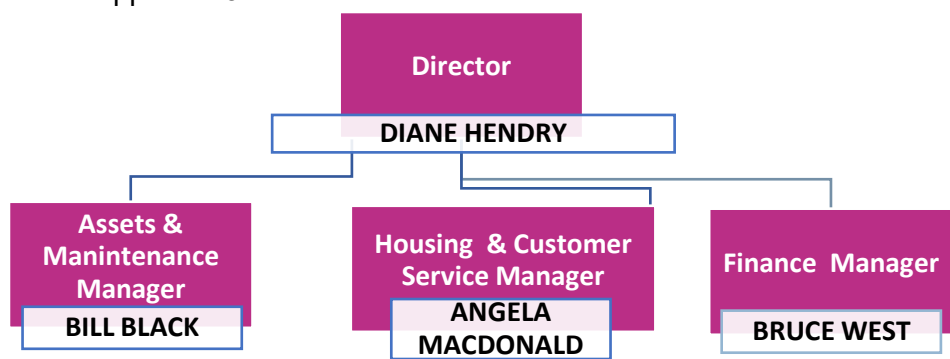 Director
DIANE HENDRY
Assets &
Manintenance
Manager
BILL BLACK
Housing & Customer
Service Manager
ANGELA
MACDONALD
Finance Manager
BRUCE WEST